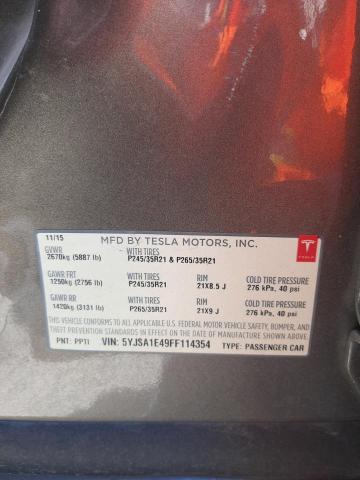 11/15 MFD BY TESLA MOTORS, INC.
GVWR WITH TIRES
2670kg (5887 lb) P245/35R21 & P265/35R21
GAWR FRT WITH TIRES RIM COLD TIRE PRESSURE
1250kg (2756 lb) P245/35R21 21X8.5 J 276 kPa, 40 psi
GAWR RR WITH TIRES RIM COLD TIRE PRESSURE
1420kg (3131 lb) P265/35R21 21X9 J 276 kPa, 40 psi
THIS VEHICLE CONFORMS TO ALL APPLICABLE U.S. FEDERAL MOTOR VEHICLE SAFETY, BUMPER, AND
THEFT PREVENTION STANDARDS IN EFFECT ON THE DATE OF MANUFACTURE SHOWN ABOVE.
PNT: PPTI VIN: 5YJSA1E49FF114354 TYPE: PASSENGER CAR
TESLA